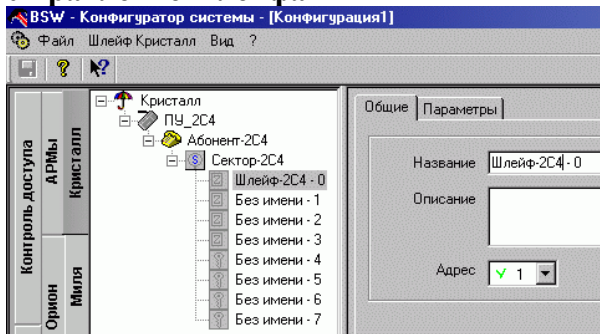 BSW - Конфигуратор системы - [Конфигурация1]
Файл Шлейф Кристалл Вид ?
Контроль доступа
АРМы
Кристалл
Орион
Миля
Кристалл
ПУ_2С4
Абонент-2С4
Сектор-2С4
Шлейф-2С4 - 0
Без имени - 1
Без имени - 2
Без имени - 3
Без имени - 4
Без имени - 5
Без имени - 6
Без имени - 7
Общие Параметры
Название Шлейф-2С4 - 0
Описание
Адрес 1